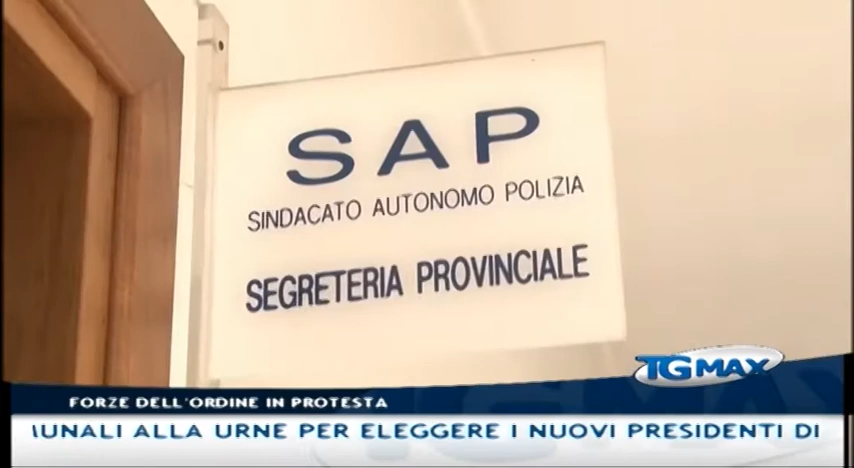 SAP
SINDACATO AUTONOMO POLIZIA
SEGRETERIA PROVINCIALE
TGMAX
FORZE DELL'ORDINE IN PROTESTA
ALLA URNE PER ELEGGERE I NUOVI PRESIDENTI DI